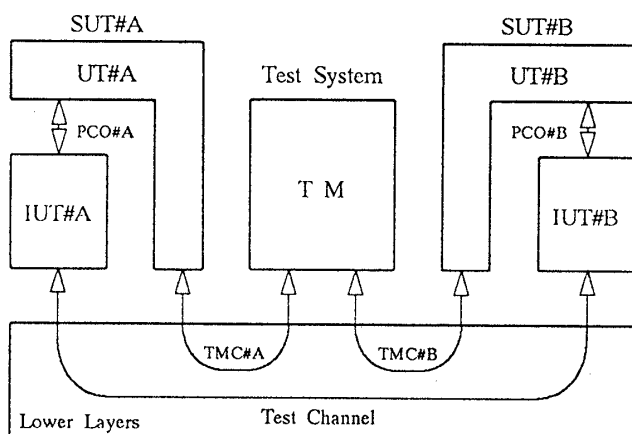 SUT#A
SUT#B
UT#A
Test System
UT#B
PCO#A
PCO#B
T M
IUT#A
IUT#B
TMC#A
TMC#B
Test Channel
Lower Layers